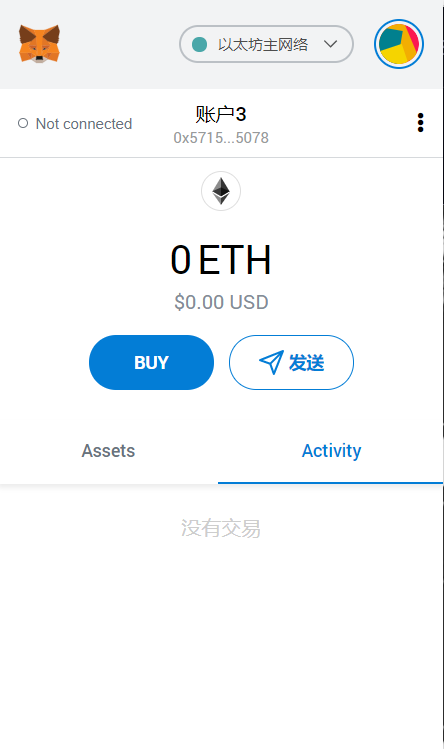 以太坊主网络
Not connected
账户3
0x5715...5078
0 ETH
$0.00 USD
BUY
发送
Assets
Activity
没有交易